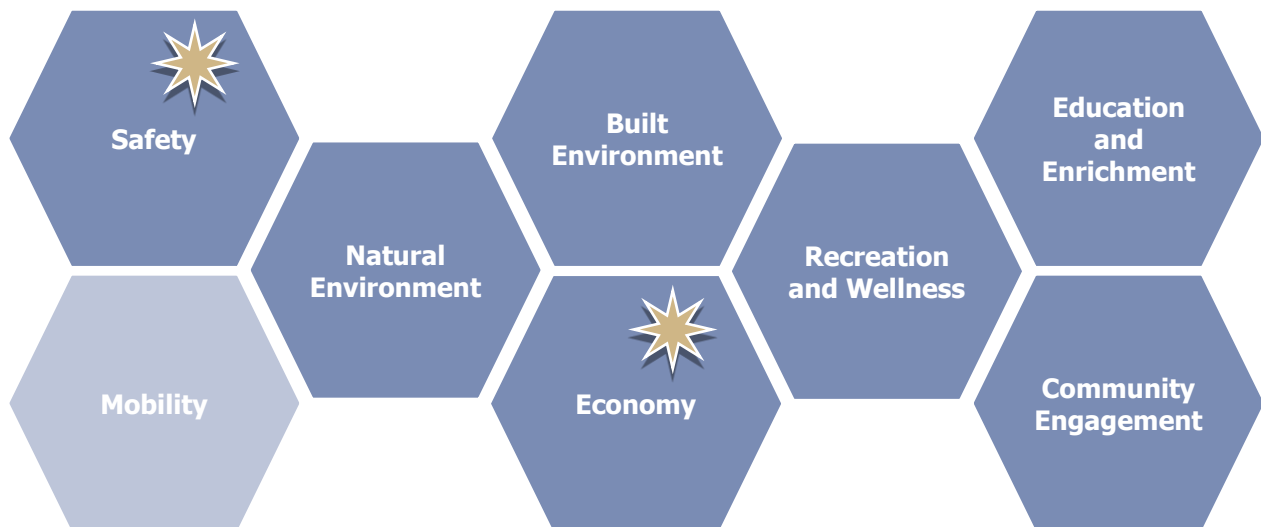 Safety
Mobility
Natural
Environment
Built
Environment
Economy
Recreation
and Wellness
Education
and
Enrichment
Community
Engagement